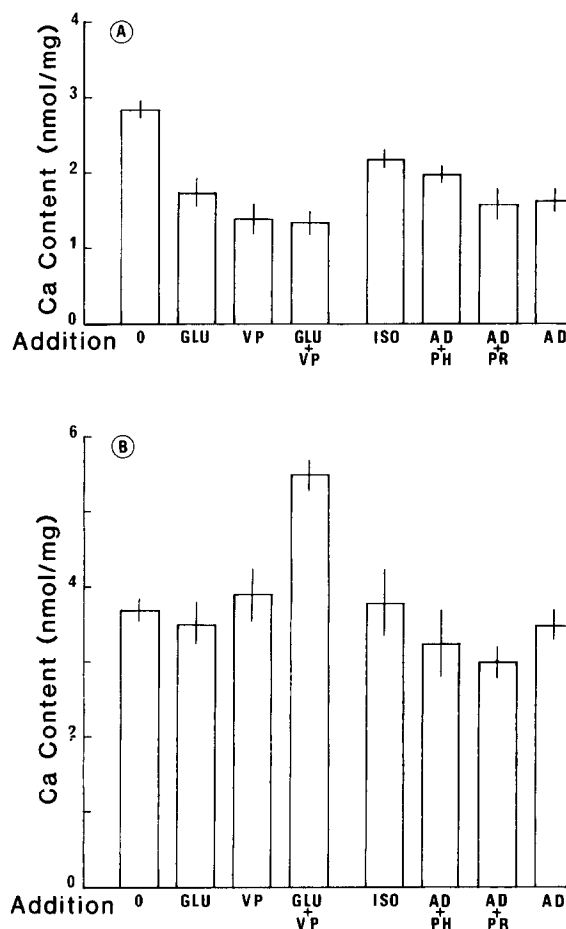 A
Ca Content (nmol/mg)
4
3
2
1
0
Addition 0 GLU VP GLU + VP ISO AD + PH AD + PR AD
B
Ca Content (nmol/mg)
6
4
2
0
Addition 0 GLU VP GLU + VP ISO AD + PH AD + PR AD